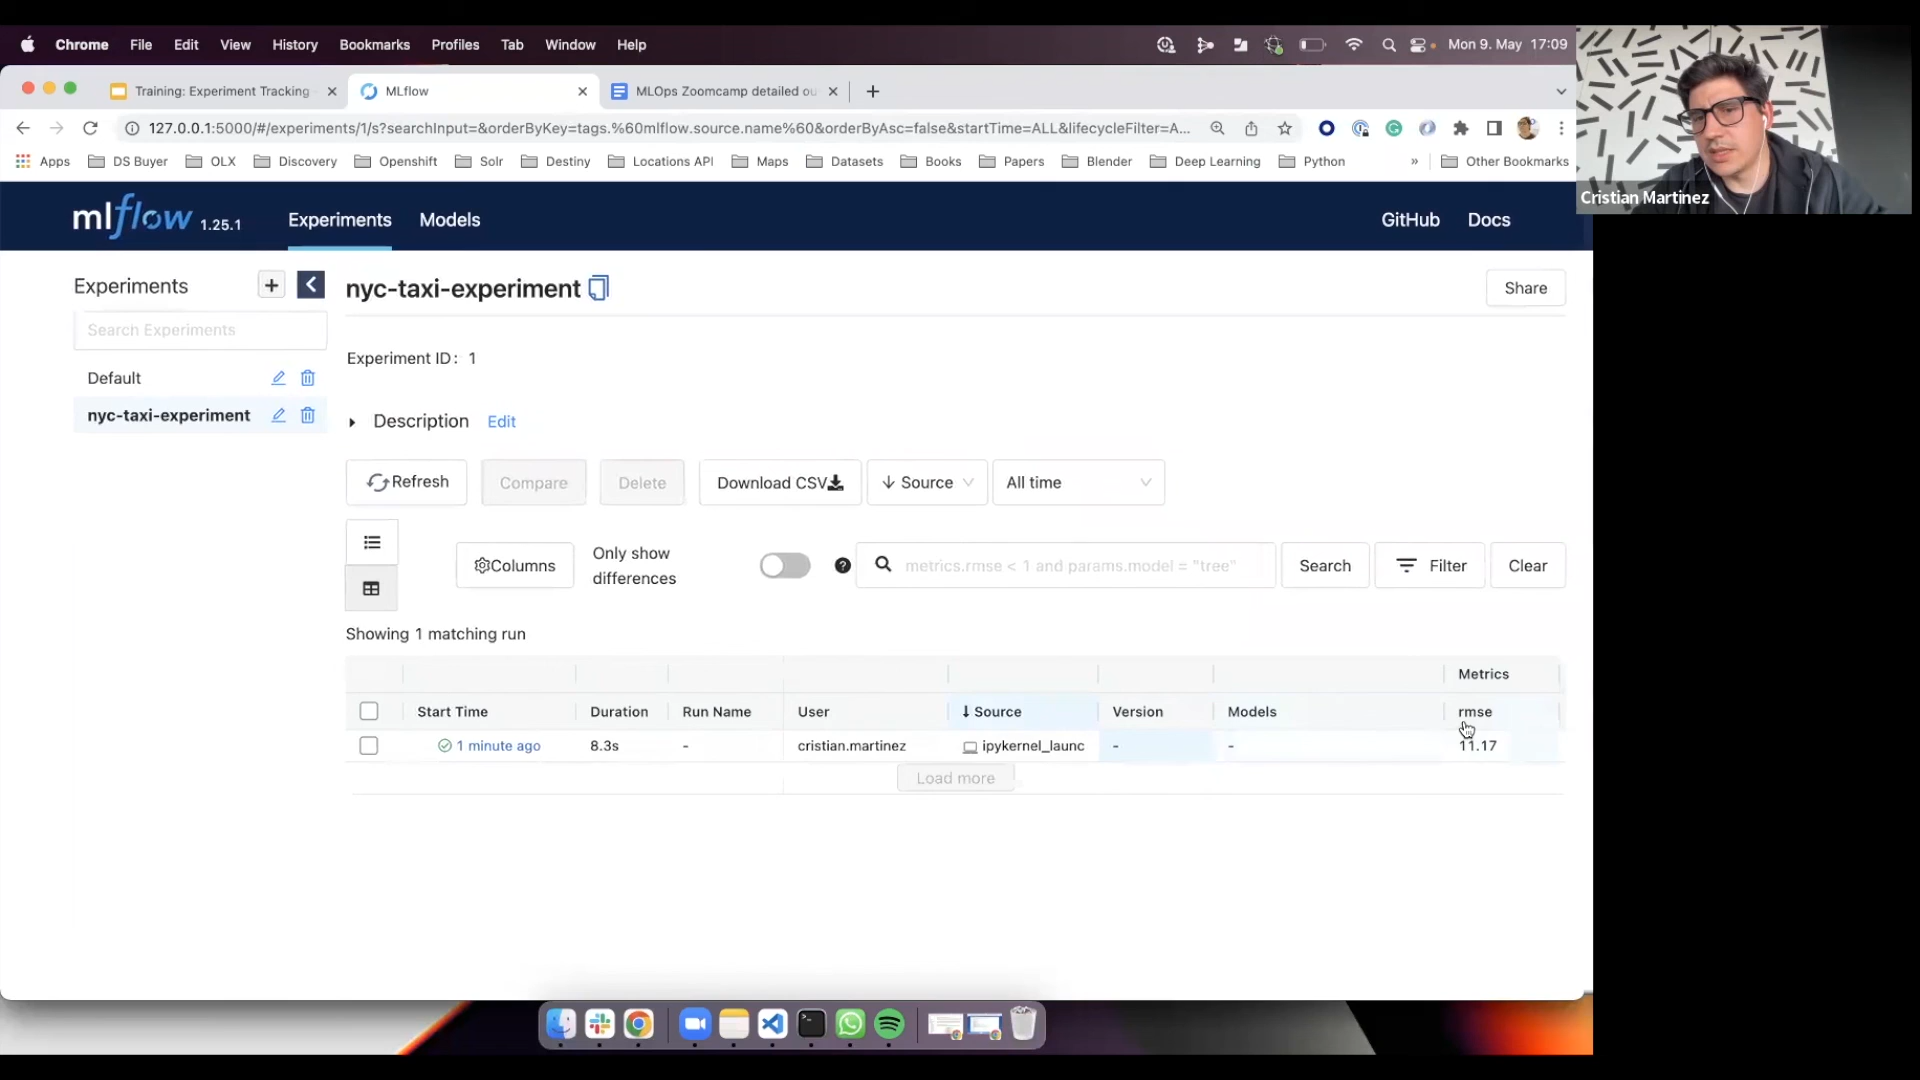 Chrome File Edit View History Bookmarks Profiles Tab Window Help Mon 9. May 17:09
Training: Experiment Tracking MLflow MLOps Zoomcamp detailed ou
127.0.0.1:5000/#/experiments/1/s?searchInput=&orderByKey=tags.%60mlflow.source.name%60&orderByAsc=false&startTime=ALL&lifecycleFilter=A...
Apps DS Buyer OLX Discovery Openshift Solr Destiny Locations API Maps Datasets Books Papers Blender Deep Learning Python » Other Bookmarks
Cristian Martinez
mlflow 1.25.1 Experiments Models GitHub Docs
Experiments
nyc-taxi-experiment
Share
Search Experiments
Default
nyc-taxi-experiment
Experiment ID: 1
Description Edit
Refresh Compare Delete Download CSV Source All time
Columns
Only show
differences
metrics.rmse < 1 and params.model = "tree"
Search Filter Clear
Showing 1 matching run
Metrics
Start Time Duration Run Name User ↓ Source Version Models rmse
1 minute ago 8.3s - cristian.martinez ipykernel_launc - - 11.17
Load more